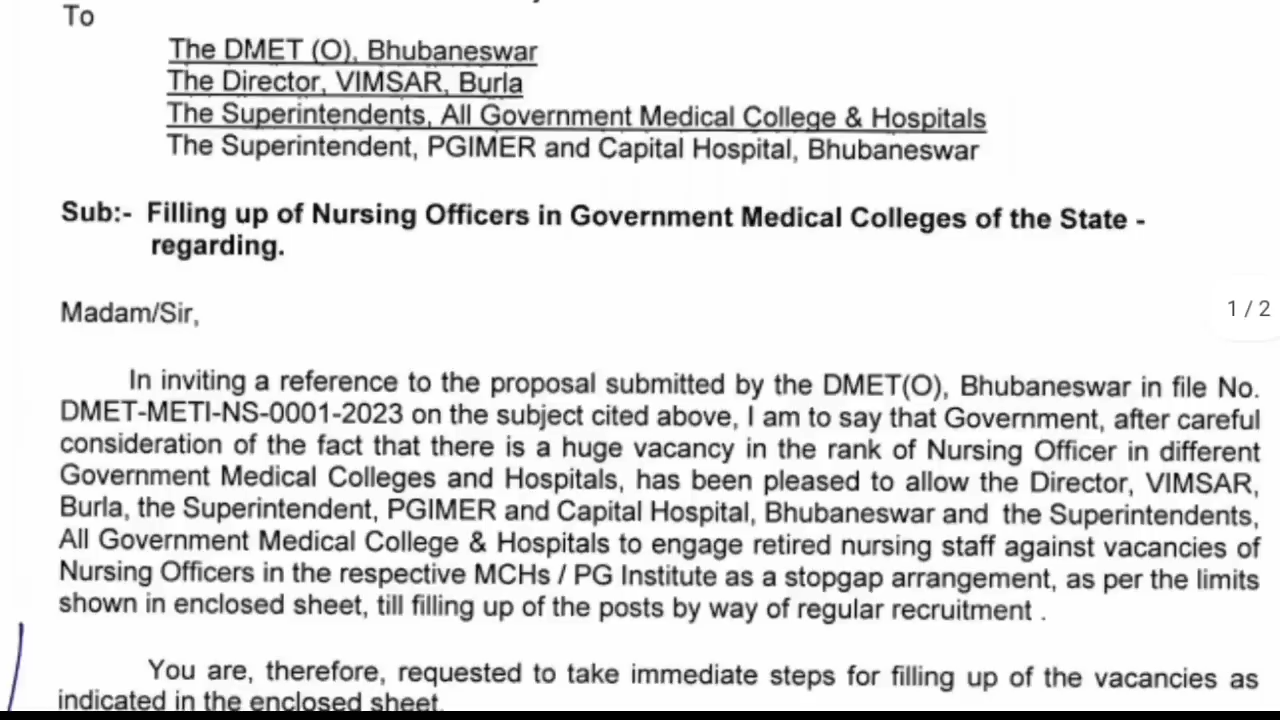 To
The DMET (O), Bhubaneswar
The Director, VIMSAR, Burla
The Superintendents, All Government Medical College & Hospitals
The Superintendent, PGIMER and Capital Hospital, Bhubaneswar
Sub:- Filling up of Nursing Officers in Government Medical Colleges of the State -
regarding.
Madam/Sir,
1 / 2
In inviting a reference to the proposal submitted by the DMET(O), Bhubaneswar in file No.
DMET-METI-NS-0001-2023 on the subject cited above, I am to say that Government, after careful
consideration of the fact that there is a huge vacancy in the rank of Nursing Officer in different
Government Medical Colleges and Hospitals, has been pleased to allow the Director, VIMSAR,
Burla, the Superintendent, PGIMER and Capital Hospital, Bhubaneswar and the Superintendents,
All Government Medical College & Hospitals to engage retired nursing staff against vacancies of
Nursing Officers in the respective MCHs / PG Institute as a stopgap arrangement, as per the limits
shown in enclosed sheet, till filling up of the posts by way of regular recruitment .
You are, therefore, requested to take immediate steps for filling up of the vacancies as
indicated in the enclosed sheet.